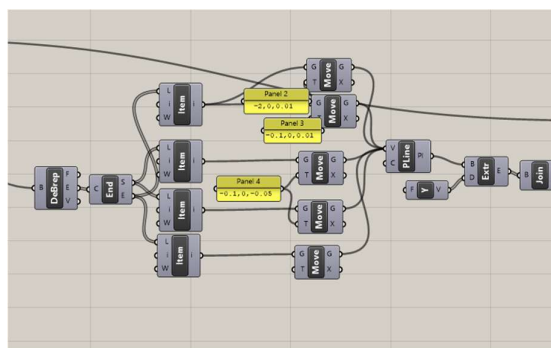 G Move G
T X
L Item i
i
W
Panel 2
-2,0,0.01
G Move G
T X
Panel 3
-0.1,0,0.01
L Item i
i
W
G Move G
T X
V PLine Pl
C
B Extr E
D
B Join
B DeBrep F
E
V
C End S
E
Panel 4
-0.1,0,-0.05
F Y V
L Item i
i
W
G Move G
T X
L Item i
i
W
G Move G
T X